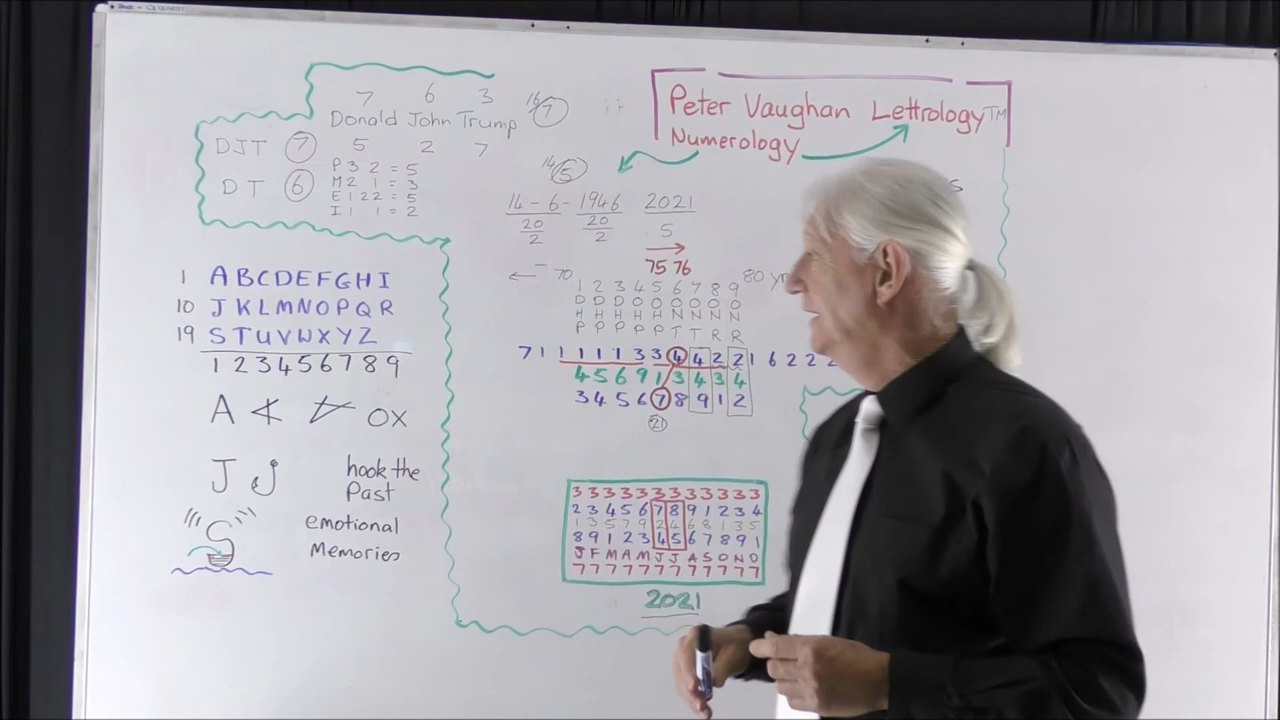 7 6 3
Donald John Trump 16 7
DJT 7 5 2 7
DT 6
P 3 2 = 5
M 2 1 = 3
E 1 2 2 = 5
I 1 1 = 2
Peter Vaughan Lettrology™
Numerology
14 5
14 - 6 - 1946 2021
20 20 5
2 2
75 76
← – 70 80 yr
1 2 3 4 5 6 7 8 9
D D D O O O O O O
H H H H H N N N N
P P P P P T T R R
7 1 1 1 1 1 3 3 4 4 2 2 1 6 2 2 2
4 5 6 9 1 3 4 3 4
3 4 5 6 7 8 9 1 2
21
1 ABCDEFGHI
10 JKLMNOPQR
19 STUVWXYZ
1 2 3 4 5 6 7 8 9
A OX
J J hook the
Past
S emotional
Memories
3 3 3 3 3 3 3 3 3 3 3 3
2 3 4 5 6 7 8 9 1 2 3 4
1 3 5 7 9 2 4 6 8 1 3 5
8 9 1 2 3 4 5 6 7 8 9 1
J F M A M J J A S O N D
7 7 7 7 7 7 7 7 7 7 7 7
2021